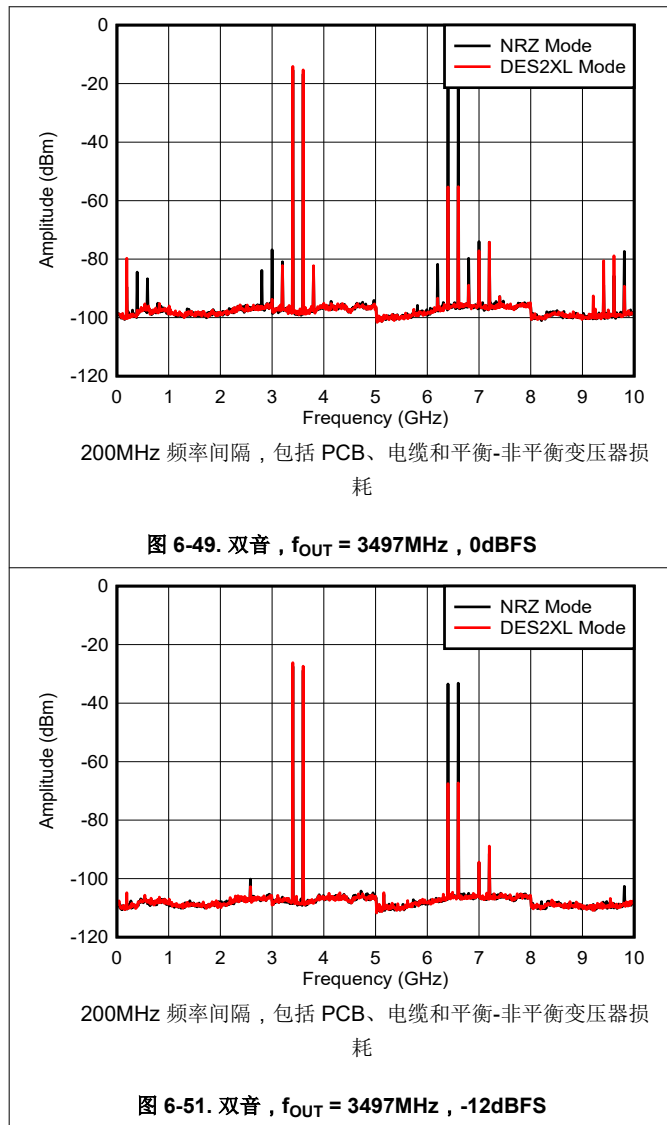 0
-20
-40
-60
-80
-100
-120
Amplitude (dBm)
NRZ Mode
DES2XL Mode
0 1 2 3 4 5 6 7 8 9 10
Frequency (GHz)
200MHz 频率间隔，包括 PCB、电缆和平衡-非平衡变压器损
耗
图 6-49. 双音，fOUT = 3497MHz，0dBFS
0
-20
-40
-60
-80
-100
-120
Amplitude (dBm)
NRZ Mode
DES2XL Mode
0 1 2 3 4 5 6 7 8 9 10
Frequency (GHz)
200MHz 频率间隔，包括 PCB、电缆和平衡-非平衡变压器损
耗
图 6-51. 双音，fOUT = 3497MHz，-12dBFS